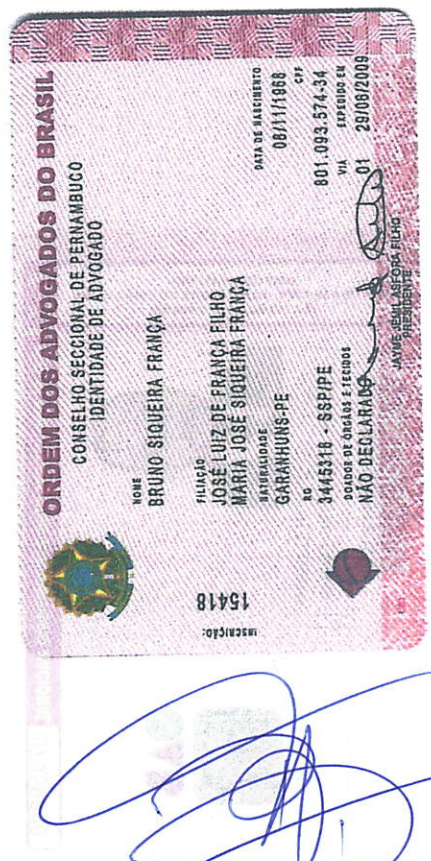 ORDEM DOS ADVOGADOS DO BRASIL
CONSELHO SECCIONAL DE PERNAMBUCO
IDENTIDADE DE ADVOGADO
INSCRIÇÃO:
15418
NOME
BRUNO SIQUEIRA FRANÇA
FILIAÇÃO
JOSÉ LUIZ DE FRANÇA FILHO
MARIA JOSÉ SIQUEIRA FRANÇA
NATURALIDADE
GARANHUNS-PE
DATA DE NASCIMENTO
08/11/1968
RG
3445318 - SSP/PE
CPF
801.093.574-34
DOADOR DE ÓRGÃOS E TECIDOS
NÃO DECLARADO
VIA
01
EXPEDIDO EM
29/08/2009
JAYME JEMIL ASFORA FILHO
PRESIDENTE